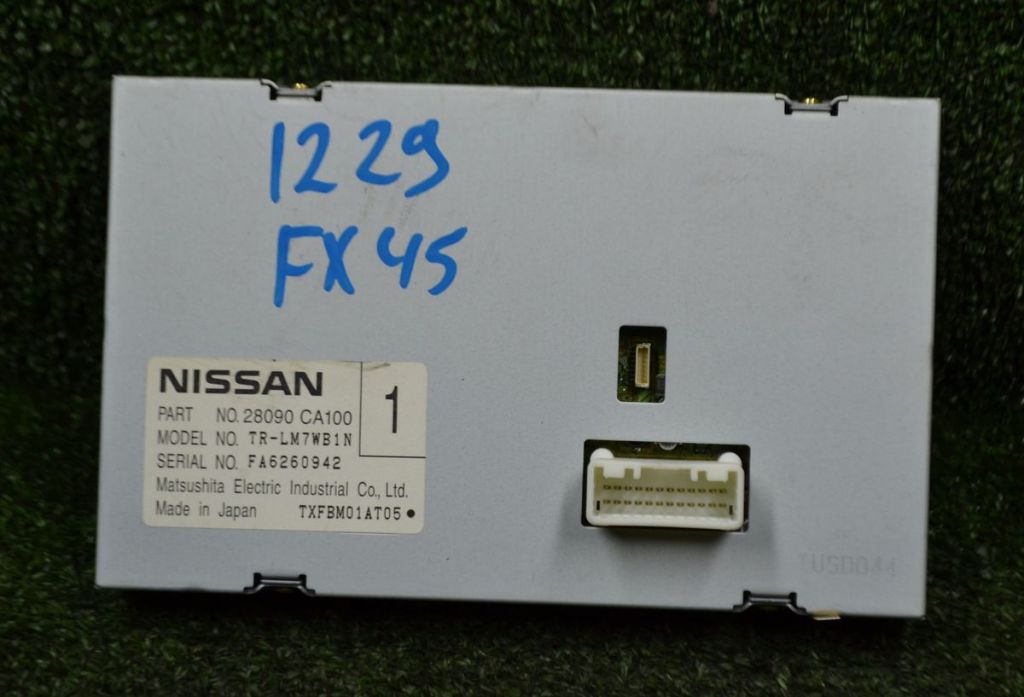 1229
FX45
NISSAN
1
PART NO. 28090 CA100
MODEL NO. TR-LM7WB1N
SERIAL NO. FA6260942
Matsushita Electric Industrial Co., Ltd.
Made in Japan TXFBM01AT05